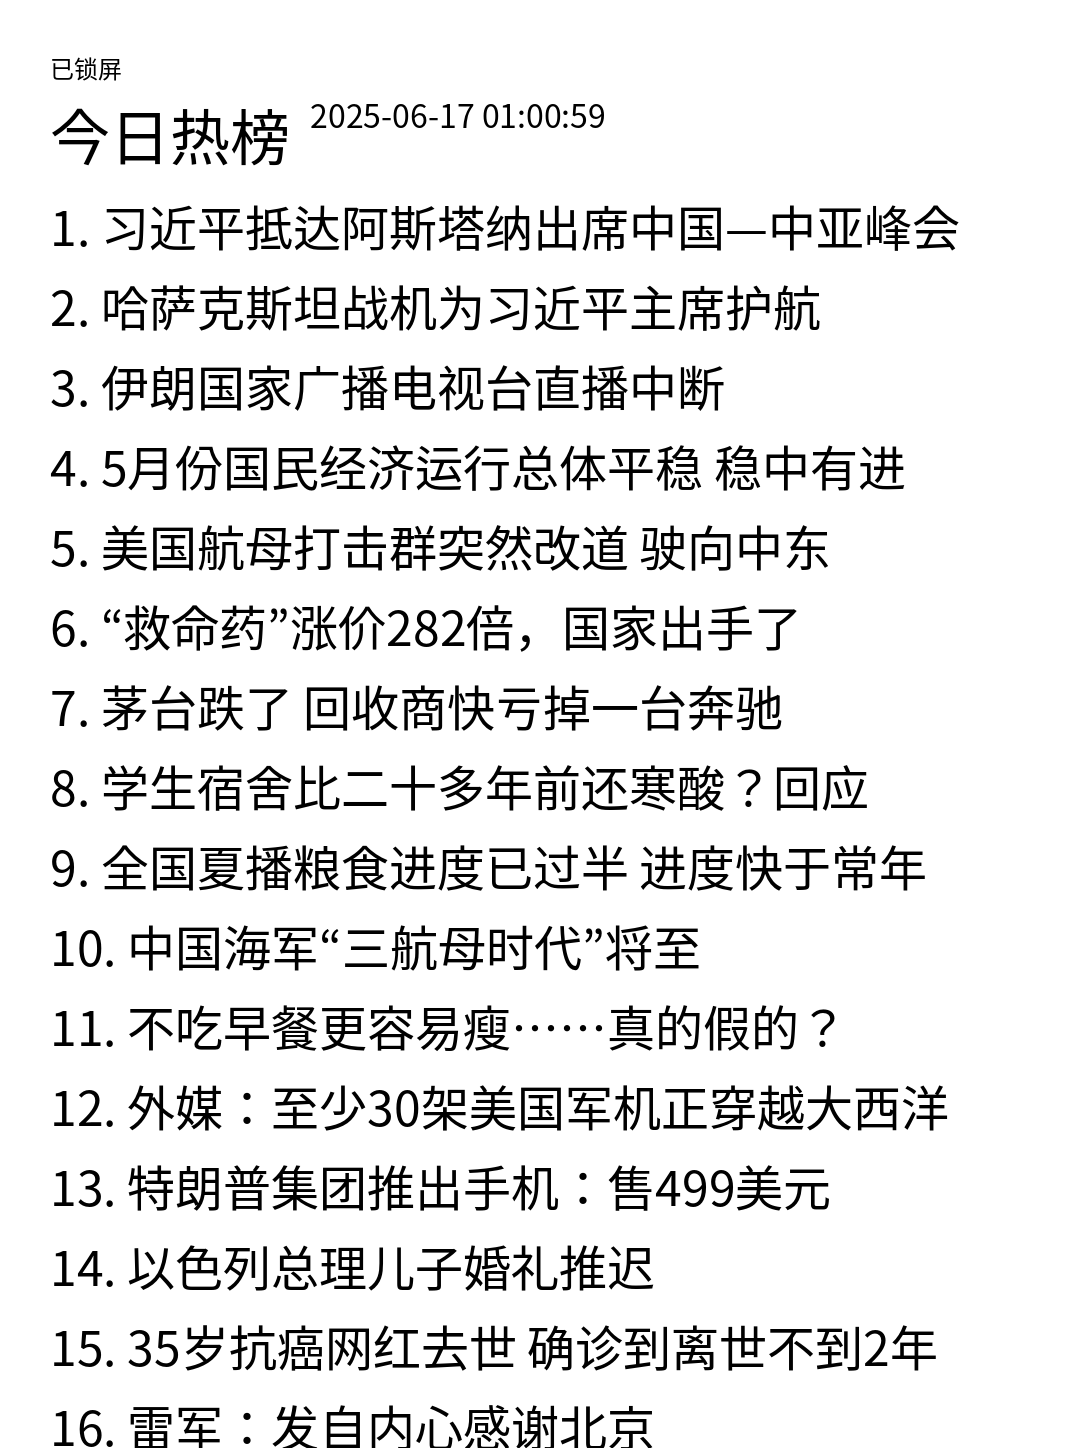 已锁屏
今日热榜 2025-06-17 01:00:59
1. 习近平抵达阿斯塔纳出席中国—中亚峰会
2. 哈萨克斯坦战机为习近平主席护航
3. 伊朗国家广播电视台直播中断
4. 5月份国民经济运行总体平稳 稳中有进
5. 美国航母打击群突然改道 驶向中东
6. “救命药”涨价282倍，国家出手了
7. 茅台跌了 回收商快亏掉一台奔驰
8. 学生宿舍比二十多年前还寒酸？回应
9. 全国夏播粮食进度已过半 进度快于常年
10. 中国海军“三航母时代”将至
11. 不吃早餐更容易瘦……真的假的？
12. 外媒：至少30架美国军机正穿越大西洋
13. 特朗普集团推出手机：售499美元
14. 以色列总理儿子婚礼推迟
15. 35岁抗癌网红去世 确诊到离世不到2年
16. 雷军：发自内心感谢北京